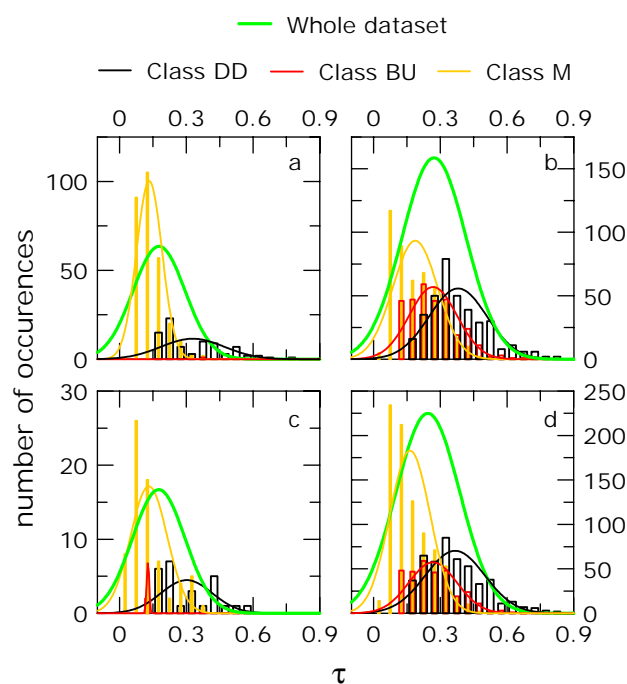 Whole dataset
Class DD Class BU Class M
0 0.3 0.9 0 0.3 0.6 0.9
a b
100 50 0
150 100 50 0
number of occurences
c d
30 20 10 0
250 200 150 100 50 0
0 0.3 0.6 0.9 0 0.3 0.6 0.9
τ